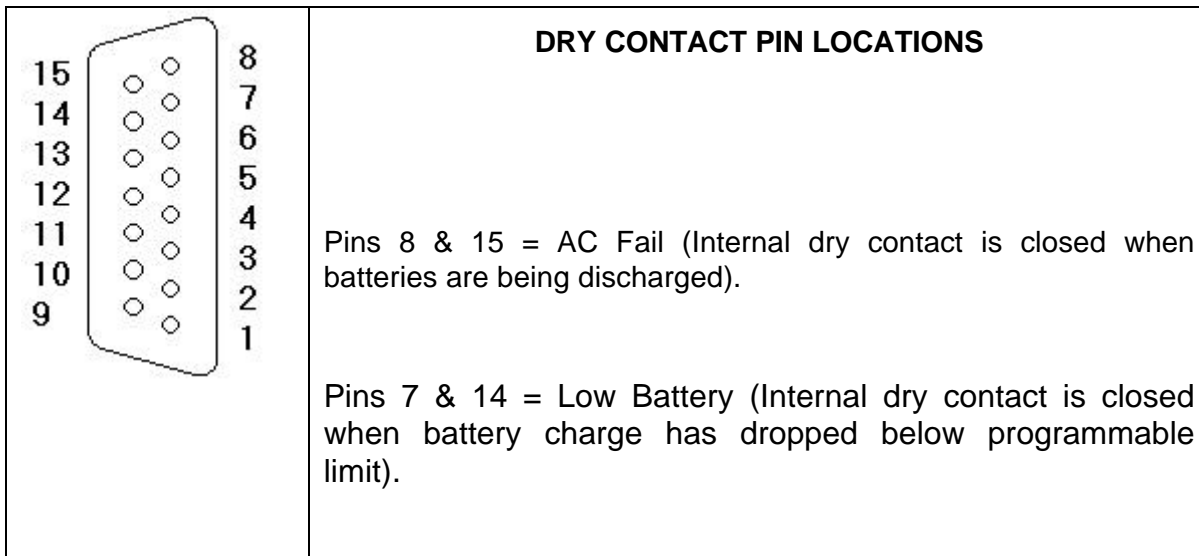 15
14
13
12
11
10
9
8
7
6
5
4
3
2
1
DRY CONTACT PIN LOCATIONS
Pins 8 & 15 = AC Fail (Internal dry contact is closed when
batteries are being discharged).
Pins 7 & 14 = Low Battery (Internal dry contact is closed
when battery charge has dropped below programmable
limit).